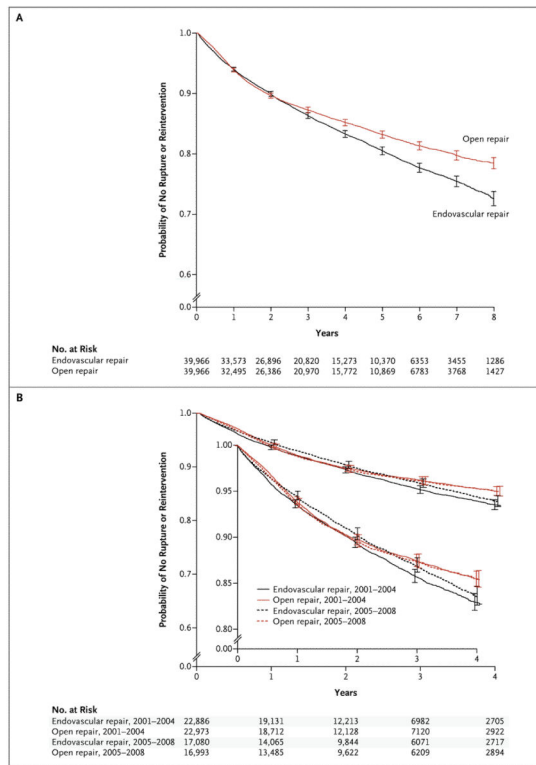 A
1.0
0.9
0.8
0.7
0.6
0.0
Probability of No Rupture or Reintervention
Open repair
Endovascular repair
0 1 2 3 4 5 6 7 8
Years
No. at Risk
Endovascular repair 39,966 33,573 26,896 20,820 15,273 10,370 6353 3455 1286
Open repair 39,966 32,495 26,386 20,970 15,772 10,869 6783 3768 1427
B
1.0
0.9
0.8
0.7
0.6
0.0
Probability of No Rupture or Reintervention
1.00
0.95
0.90
0.85
0.80
0.00
Endovascular repair, 2001–2004
Open repair, 2001–2004
Endovascular repair, 2005–2008
Open repair, 2005–2008
0 1 2 3 4
0 1 2 3 4
Years
No. at Risk
Endovascular repair, 2001–2004 22,886 19,131 12,213 6982 2705
Open repair, 2001–2004 22,973 18,712 12,128 7120 2922
Endovascular repair, 2005–2008 17,080 14,065 9,844 6071 2717
Open repair, 2005–2008 16,993 13,485 9,622 6209 2894